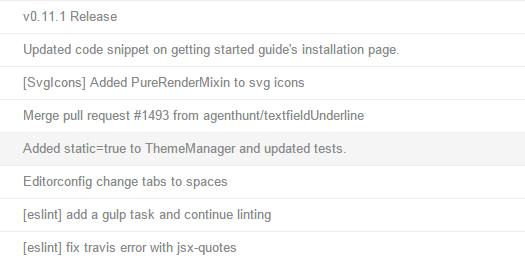 v0.11.1 Release
Updated code snippet on getting started guide's installation page.
[SvgIcons] Added PureRenderMixin to svg icons
Merge pull request #1493 from agenthunt/textfieldUnderline
Added static=true to ThemeManager and updated tests.
Editorconfig change tabs to spaces
[eslint] add a gulp task and continue linting
[eslint] fix travis error with jsx-quotes